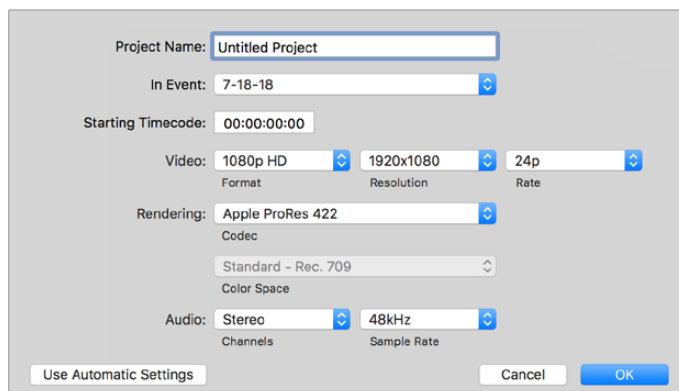 Project Name: Untitled Project
In Event: 7-18-18
Starting Timecode: 00:00:00:00
Video: 1080p HD 1920x1080 24p
Format Resolution Rate
Rendering: Apple ProRes 422
Codec
Standard - Rec. 709
Color Space
Audio: Stereo 48kHz
Channels Sample Rate
Use Automatic Settings Cancel OK